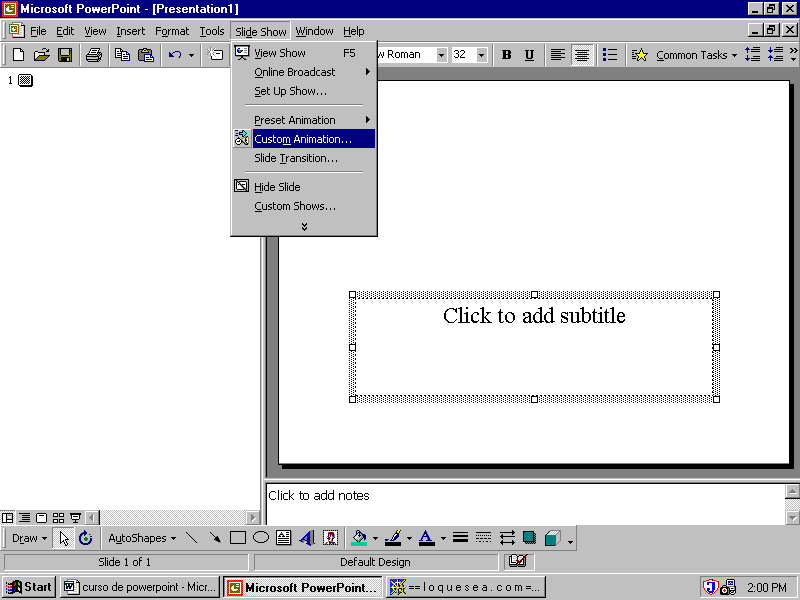 Microsoft PowerPoint - [Presentation1]
File Edit View Insert Format Tools Slide Show Window Help
View Show F5
Online Broadcast
Set Up Show...
Preset Animation
Custom Animation...
Slide Transition...
Hide Slide
Custom Shows...
w Roman 32 B U Common Tasks
1
Click to add subtitle
Click to add notes
Draw AutoShapes
Slide 1 of 1 Default Design
Start curso de powerpoint - Micr... Microsoft PowerPoint... ==loquesea.com=... 2:00 PM